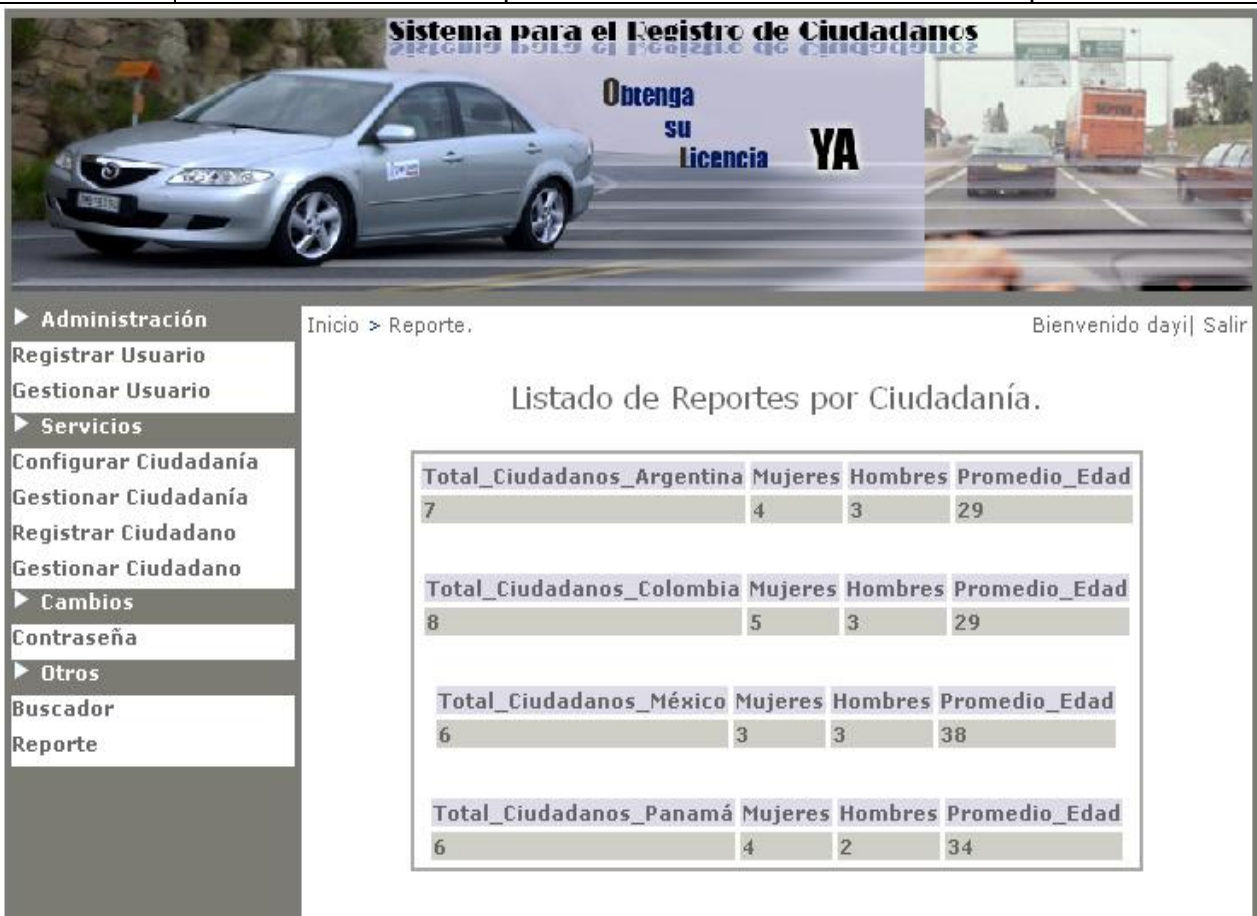 Sistema para el Registro de Ciudadanos
Obtenga
su
Licencia
YA
Administración
Registrar Usuario
Gestionar Usuario
Servicios
Configurar Ciudadanía
Gestionar Ciudadanía
Registrar Ciudadano
Gestionar Ciudadano
Cambios
Contraseña
Otros
Buscador
Reporte
Inicio > Reporte.
Bienvenido dayi| Salir
Listado de Reportes por Ciudadanía.
Total_Ciudadanos_Argentina Mujeres Hombres Promedio_Edad
7 4 3 29
Total_Ciudadanos_Colombia Mujeres Hombres Promedio_Edad
8 5 3 29
Total_Ciudadanos_México Mujeres Hombres Promedio_Edad
6 3 3 38
Total_Ciudadanos_Panamá Mujeres Hombres Promedio_Edad
6 4 2 34